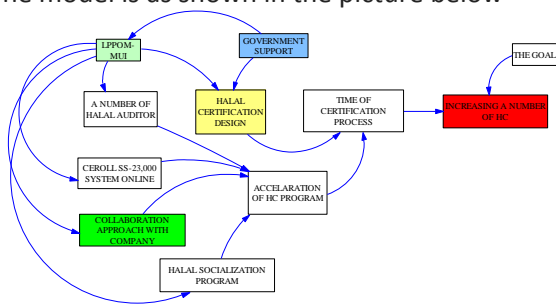 he model is as shown in the picture below
LPPOM-
MUI
GOVERNMENT
SUPPORT
THE GOAL
A NUMBER OF
HALAL AUDITOR
HALAL
CERTIFICATION
DESIGN
TIME OF
CERTIFICATION
PROCESS
INCREASING A NUMBER
OF HC
CEROLL SS-23,000
SYSTEM ONLINE
ACCELARATION
OF HC PROGRAM
COLLABORATION
APPROACH WITH
COMPANY
HALAL SOCIALIZATION
PROGRAM